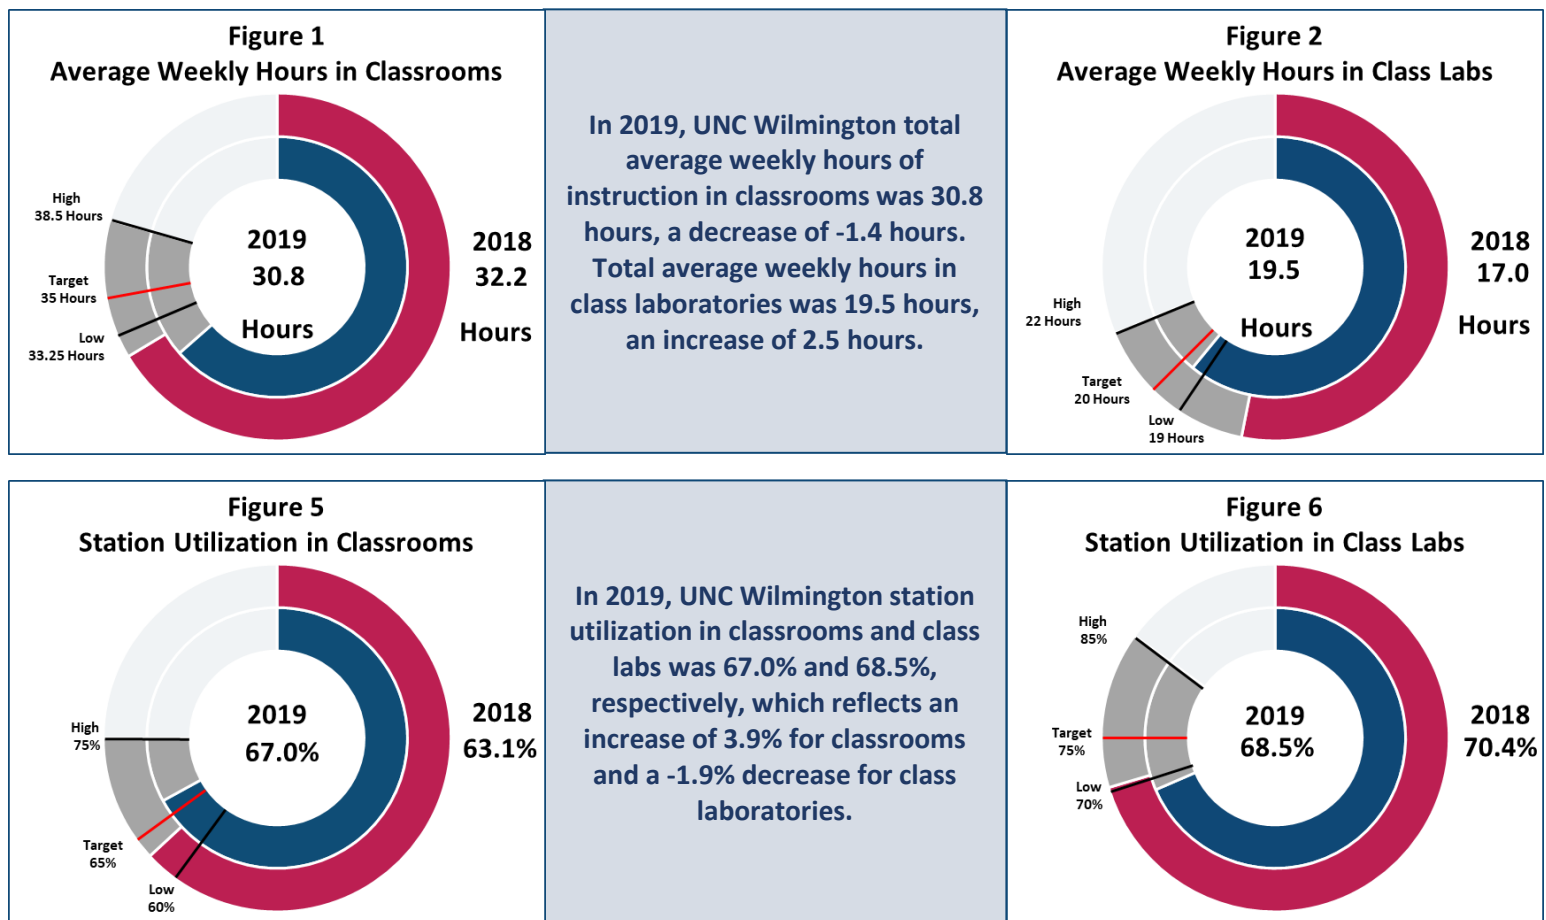 Figure 1
Average Weekly Hours in Classrooms
High
38.5 Hours
Target
35 Hours
Low
33.25 Hours
2019
30.8
Hours
2018
32.2
Hours
In 2019, UNC Wilmington total
average weekly hours of
instruction in classrooms was 30.8
hours, a decrease of -1.4 hours.
Total average weekly hours in
class laboratories was 19.5 hours,
an increase of 2.5 hours.
Figure 2
Average Weekly Hours in Class Labs
High
22 Hours
Target
20 Hours
Low
19 Hours
2019
19.5
Hours
2018
17.0
Hours
Figure 5
Station Utilization in Classrooms
High
75%
Target
65%
Low
60%
2019
67.0%
2018
63.1%
In 2019, UNC Wilmington station
utilization in classrooms and class
labs was 67.0% and 68.5%,
respectively, which reflects an
increase of 3.9% for classrooms
and a -1.9% decrease for class
laboratories.
Figure 6
Station Utilization in Class Labs
High
85%
Target
75%
Low
70%
2019
68.5%
2018
70.4%